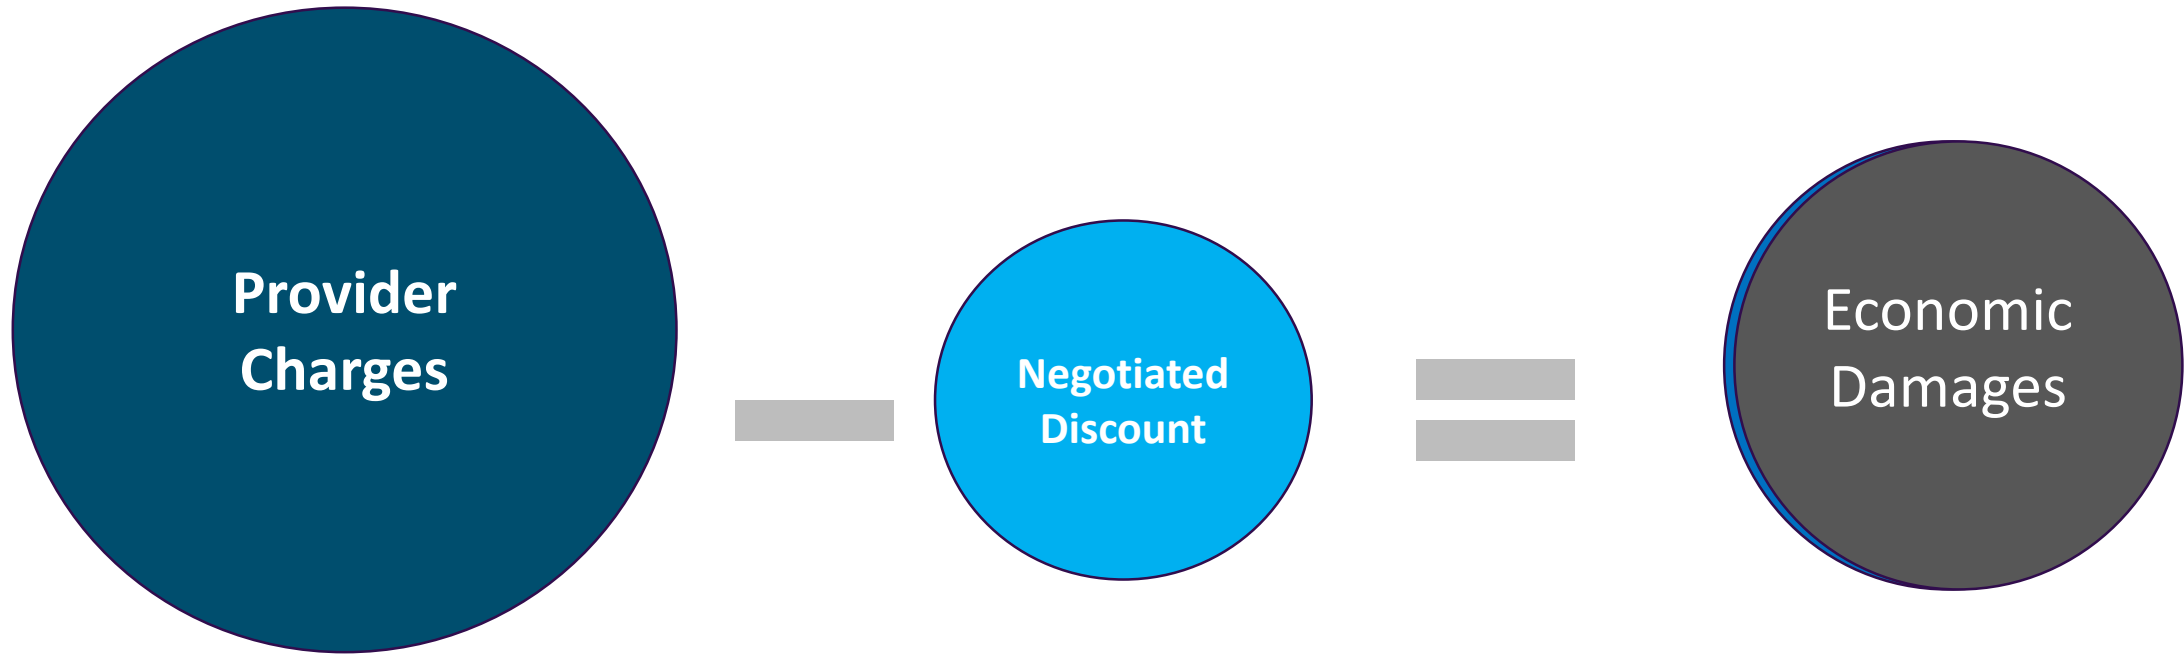 Provider
Charges
Negotiated
Discount
Economic
Damages